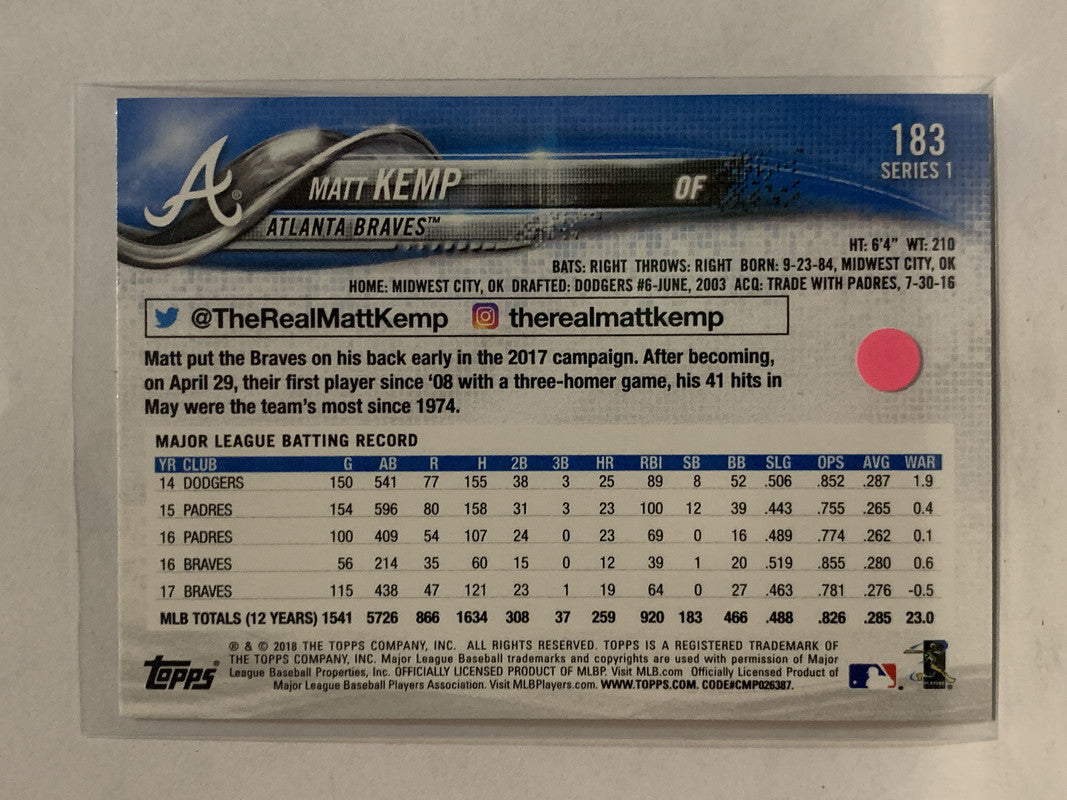 183
SERIES 1
A ®
MATT KEMP OF
ATLANTA BRAVES™
HT: 6'4" WT: 210
BATS: RIGHT THROWS: RIGHT BORN: 9-23-84, MIDWEST CITY, OK
HOME: MIDWEST CITY, OK DRAFTED: DODGERS #6-JUNE, 2003 ACQ: TRADE WITH PADRES, 7-30-16
@TheRealMattKemp therealmattkemp
Matt put the Braves on his back early in the 2017 campaign. After becoming,
on April 29, their first player since '08 with a three-homer game, his 41 hits in
May were the team's most since 1974.
MAJOR LEAGUE BATTING RECORD
YR CLUB G AB R H 2B 3B HR RBI SB BB SLG OPS AVG WAR
14 DODGERS 150 541 77 155 38 3 25 89 8 52 .506 .852 .287 1.9
15 PADRES 154 596 80 158 31 3 23 100 12 39 .443 .755 .265 0.4
16 PADRES 100 409 54 107 24 0 23 69 0 16 .489 .774 .262 0.1
16 BRAVES 56 214 35 60 15 0 12 39 1 20 .519 .855 .280 0.6
17 BRAVES 115 438 47 121 23 1 19 64 0 27 .463 .781 .276 -0.5
MLB TOTALS (12 YEARS) 1541 5726 866 1634 308 37 259 920 183 466 .488 .826 .285 23.0
® & © 2018 THE TOPPS COMPANY, INC. ALL RIGHTS RESERVED. TOPPS IS A REGISTERED TRADEMARK OF
THE TOPPS COMPANY, INC. Major League Baseball trademarks and copyrights are used with permission of Major
League Baseball Properties, Inc. OFFICIALLY LICENSED PRODUCT OF MLBP. Visit MLB.com Officially Licensed Product of
Major League Baseball Players Association. Visit MLBPlayers.com. WWW.TOPPS.COM. CODE#CMP026387.
Topps®